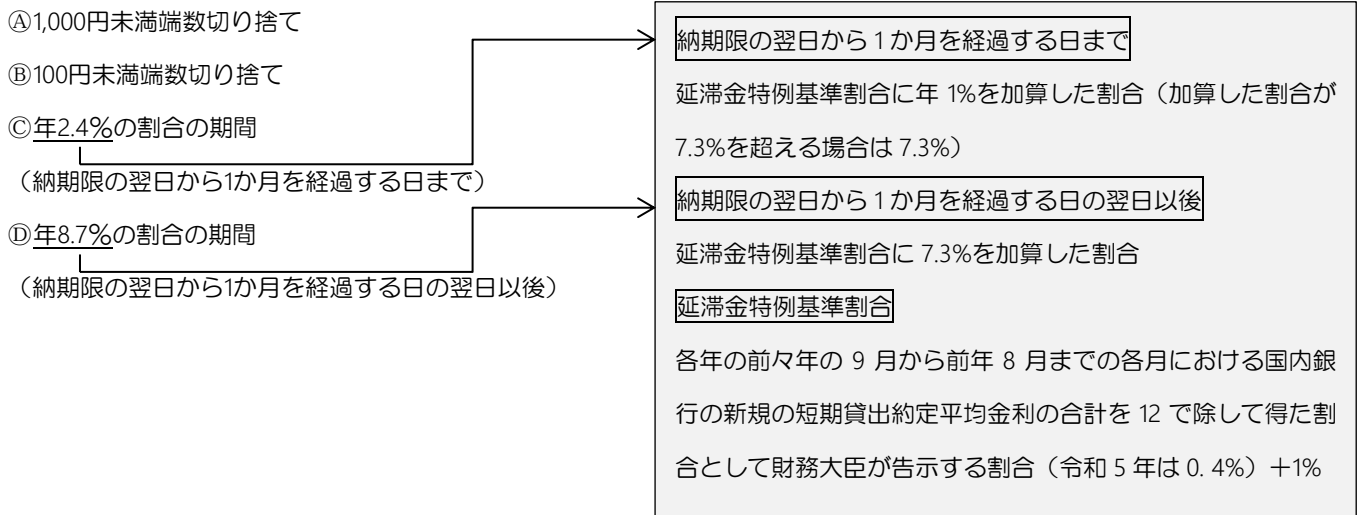 Ⓐ1,000円未満端数切り捨て
Ⓑ100円未満端数切り捨て
Ⓒ年2.4%の割合の期間
（納期限の翌日から1か月を経過する日まで）
Ⓓ年8.7%の割合の期間
（納期限の翌日から1か月を経過する日の翌日以後）
納期限の翌日から 1 か月を経過する日まで
延滞金特例基準割合に年 1%を加算した割合（加算した割合が
7.3%を超える場合は 7.3%）
納期限の翌日から 1 か月を経過する日の翌日以後
延滞金特例基準割合に 7.3%を加算した割合
延滞金特例基準割合
各年の前々年の 9 月から前年 8 月までの各月における国内銀
行の新規の短期貸出約定平均金利の合計を 12 で除して得た割
合として財務大臣が告示する割合（令和 5 年は 0. 4%）＋1%